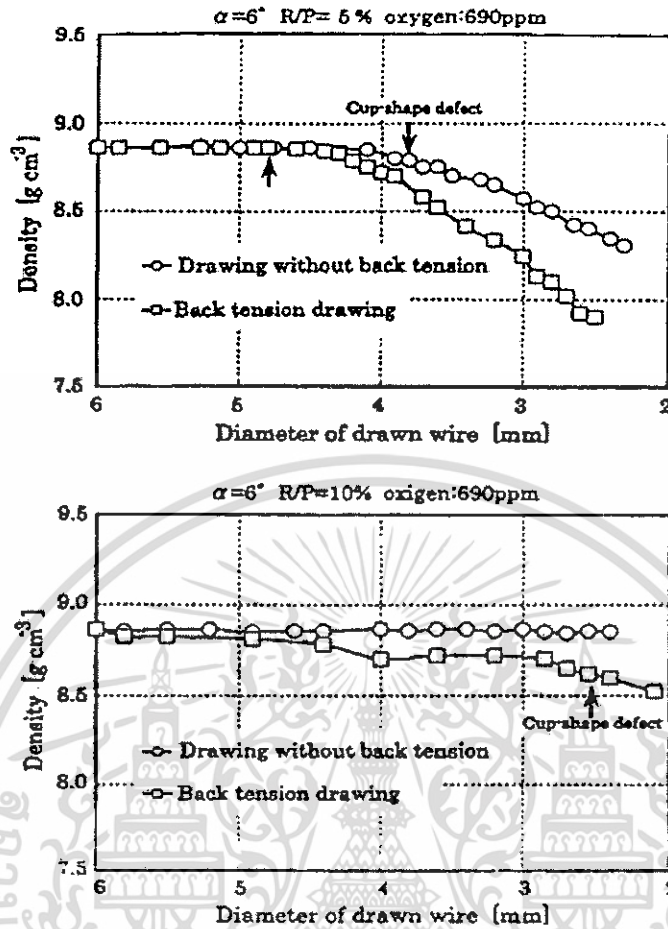 α=6° R/P= 5% oxygen:690ppm
9.5
9.0
8.5
8.0
7.5
Density [g cm⁻³]
Cup-shape defect
Drawing without back tension
Back tension drawing
6 5 4 3 2
Diameter of drawn wire [mm]
α=6° R/P=10% oxigen:690ppm
9.5
9.0
8.5
8.0
7.5
Density [g·cm⁻³]
Cup-shape defect
Drawing without back tension
Back tension drawing
6 5 4 3 2
Diameter of drawn wire [mm]